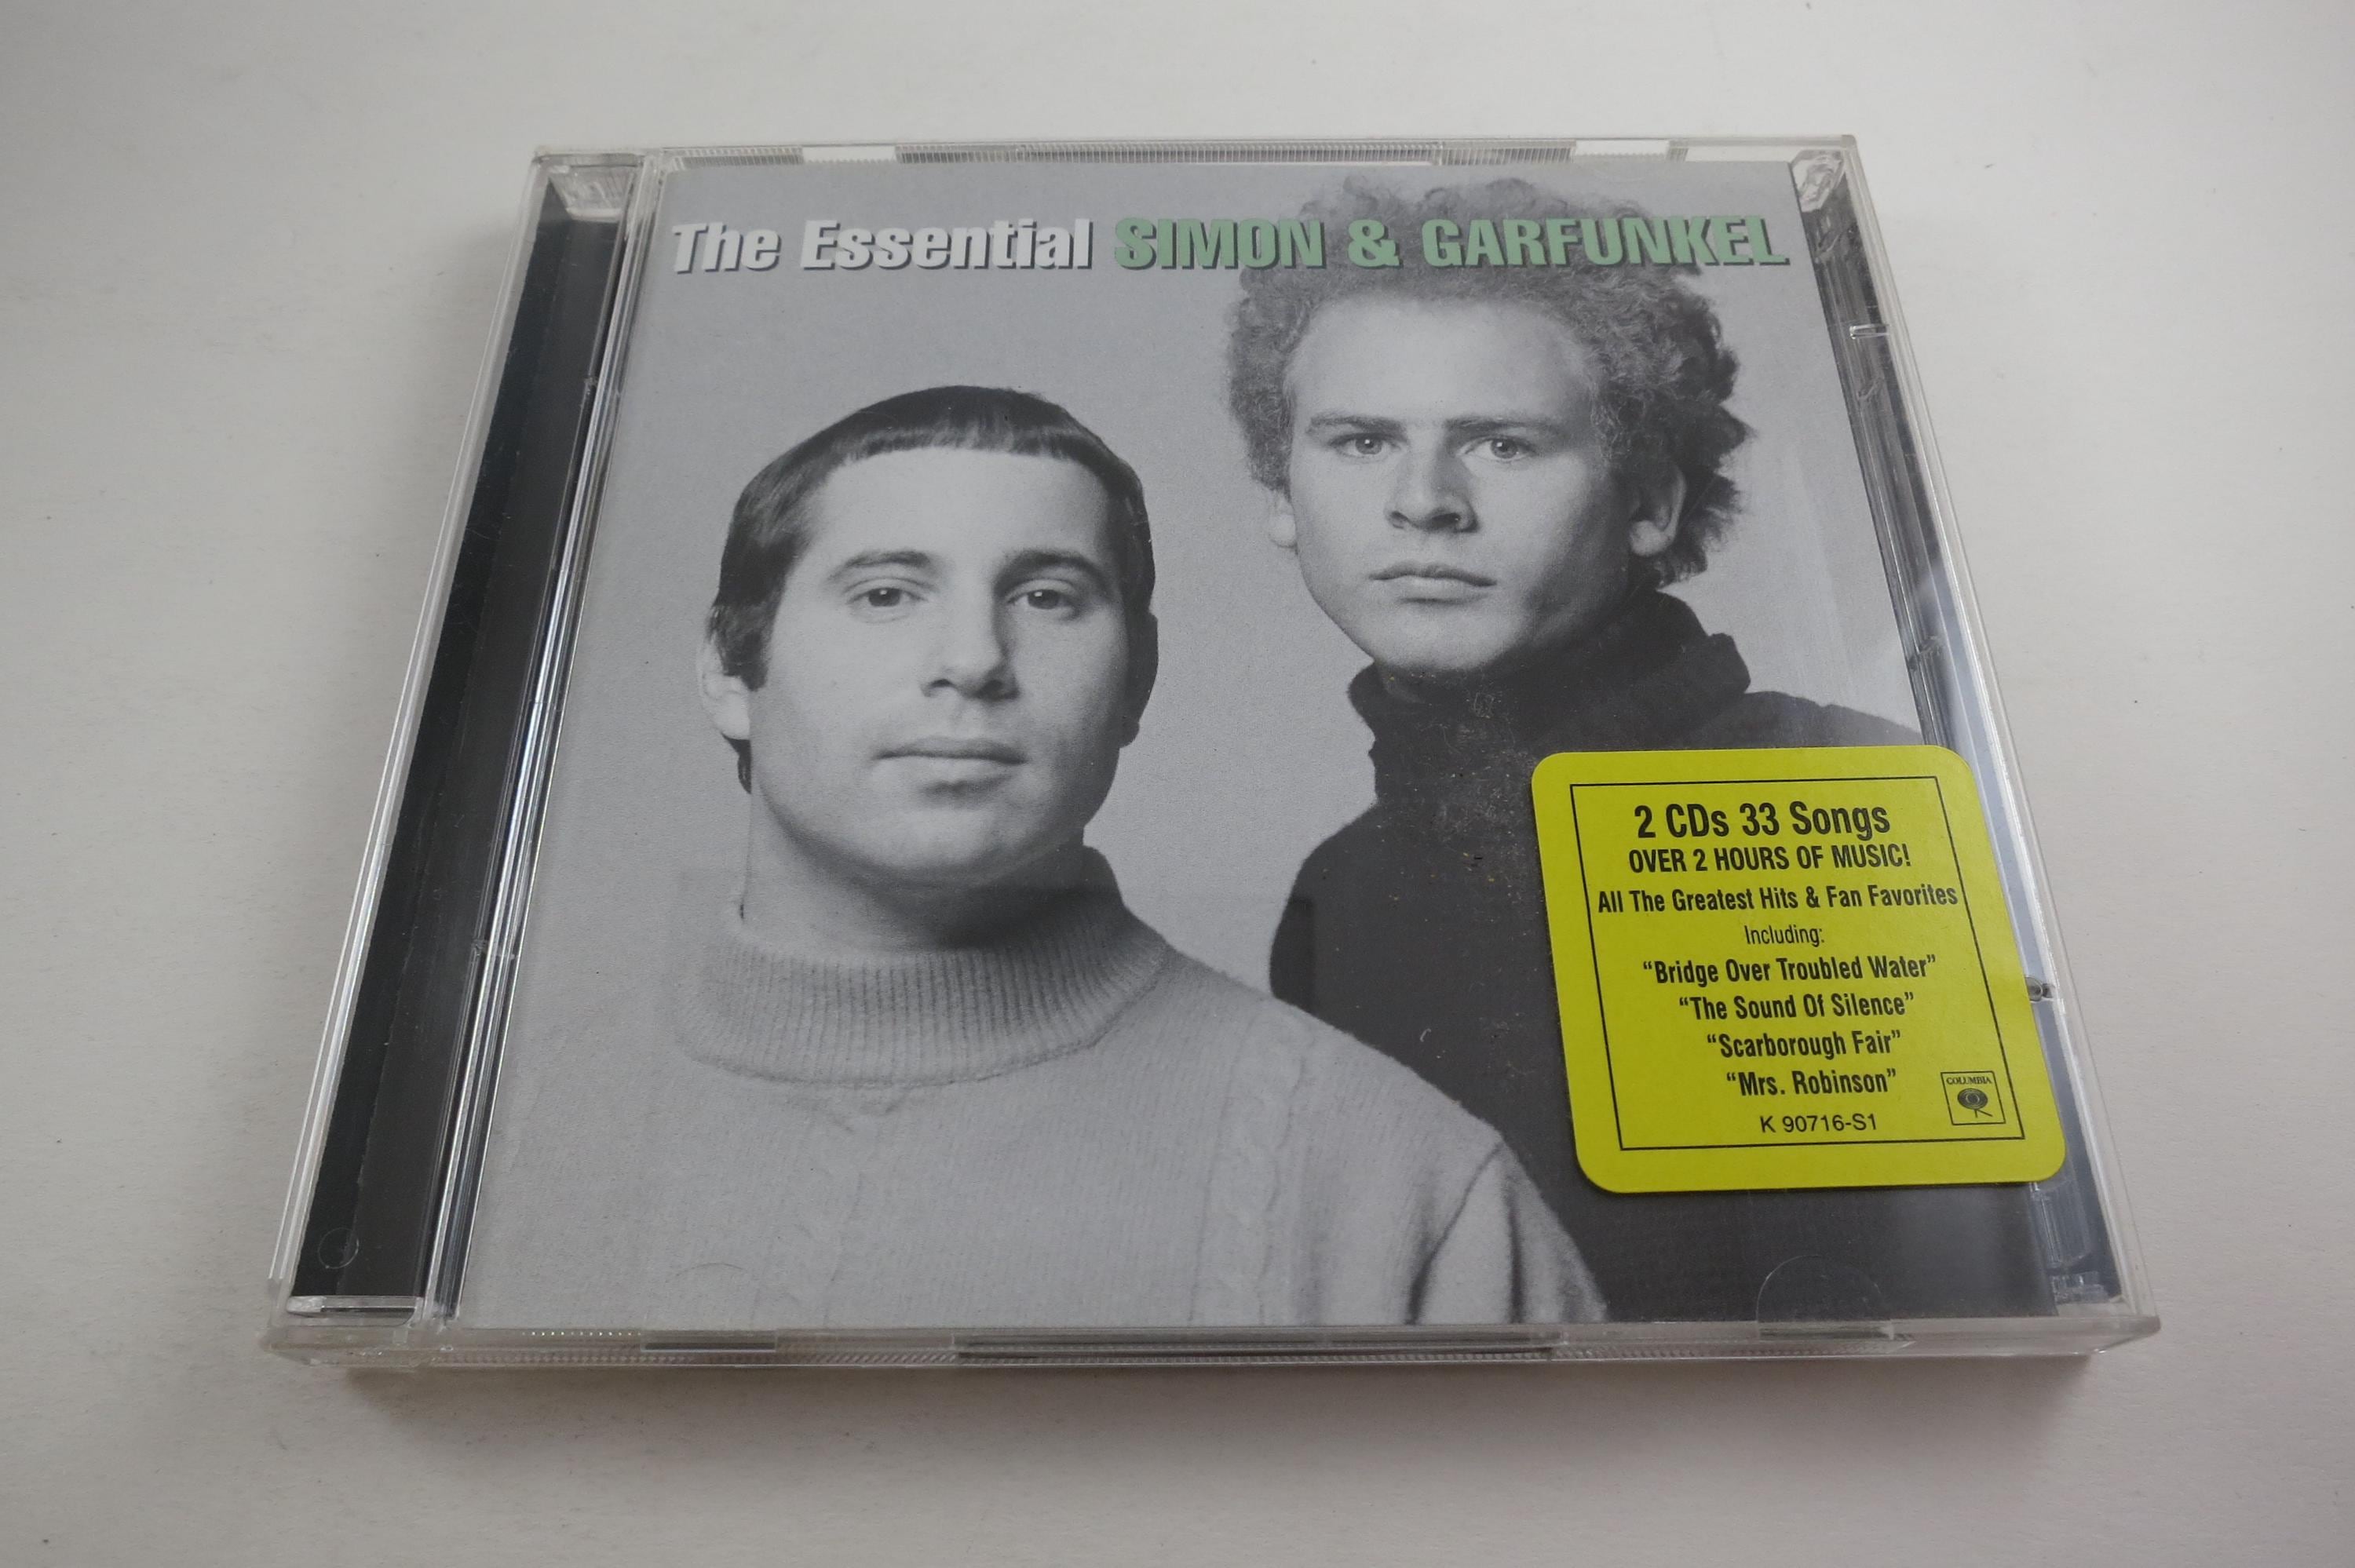 The Essential SIMON & GARFUNKEL
2 CDs 33 Songs
OVER 2 HOURS OF MUSIC!
All The Greatest Hits & Fan Favorites
Including:
“Bridge Over Troubled Water”
“The Sound Of Silence”
“Scarborough Fair”
“Mrs. Robinson”
K 90716-S1
COLUMBIA